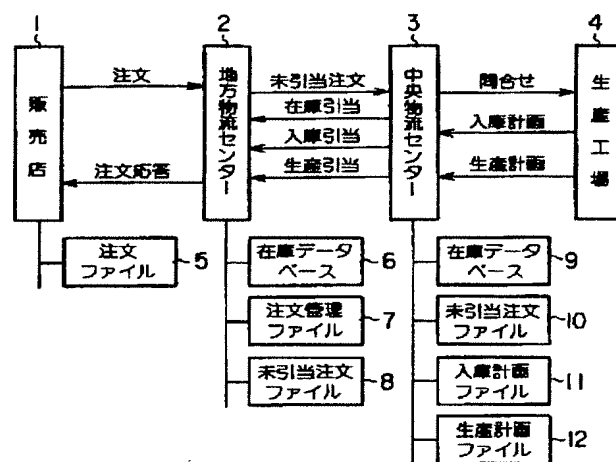 1
2
3
4
販売店
地方物流センター
中央物流センター
生産工場
注文
注文応答
未引当注文
在庫引当
入庫引当
生産引当
問合せ
入庫計画
生産計画
注文
ファイル
5
在庫データ
ベース
6
注文管理
ファイル
7
未引当注文
ファイル
8
在庫データ
ベース
9
未引当注文
ファイル
10
入庫計画
ファイル
11
生産計画
ファイル
12